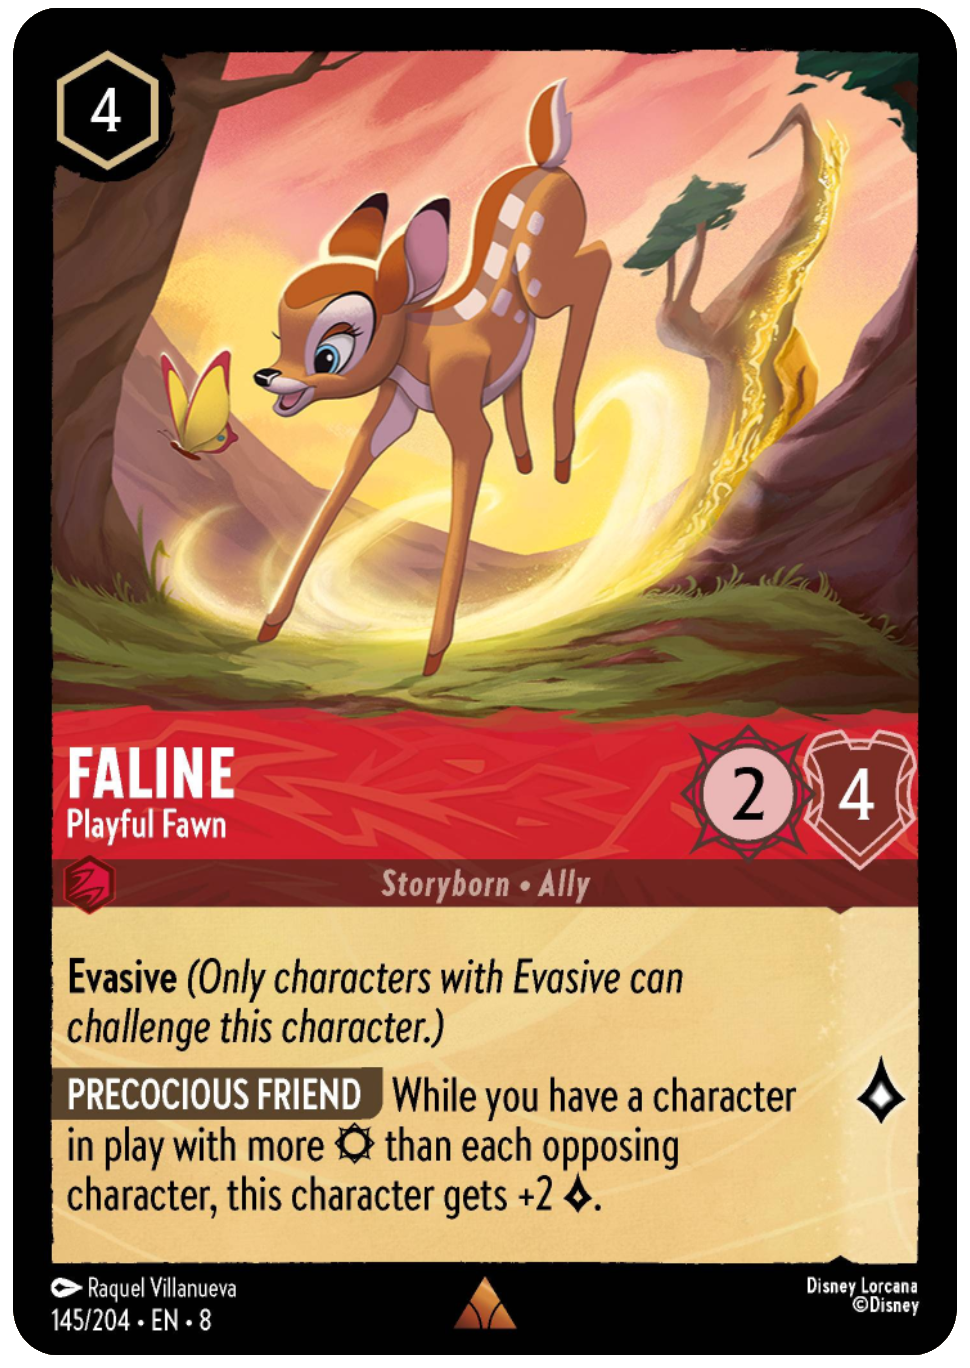 4
FALINE
Playful Fawn
2
4
Storyborn • Ally
Evasive (Only characters with Evasive can
challenge this character.)
PRECOCIOUS FRIEND While you have a character
in play with more than each opposing
character, this character gets +2 .
Raquel Villanueva
145/204 • EN • 8
Disney Lorcana
©Disney